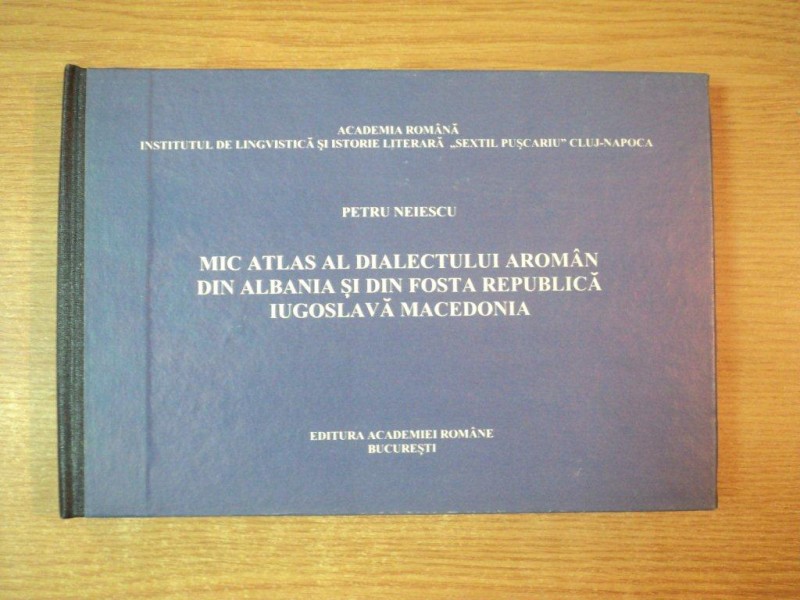 ACADEMIA ROMÂNĂ
INSTITUTUL DE LINGVISTICĂ ŞI ISTORIE LITERARĂ „SEXTIL PUŞCARIU” CLUJ-NAPOCA
PETRU NEIESCU
MIC ATLAS AL DIALECTULUI AROMÂN
DIN ALBANIA ŞI DIN FOSTA REPUBLICĂ
IUGOSLAVĂ MACEDONIA
EDITURA ACADEMIEI ROMÂNE
BUCUREŞTI